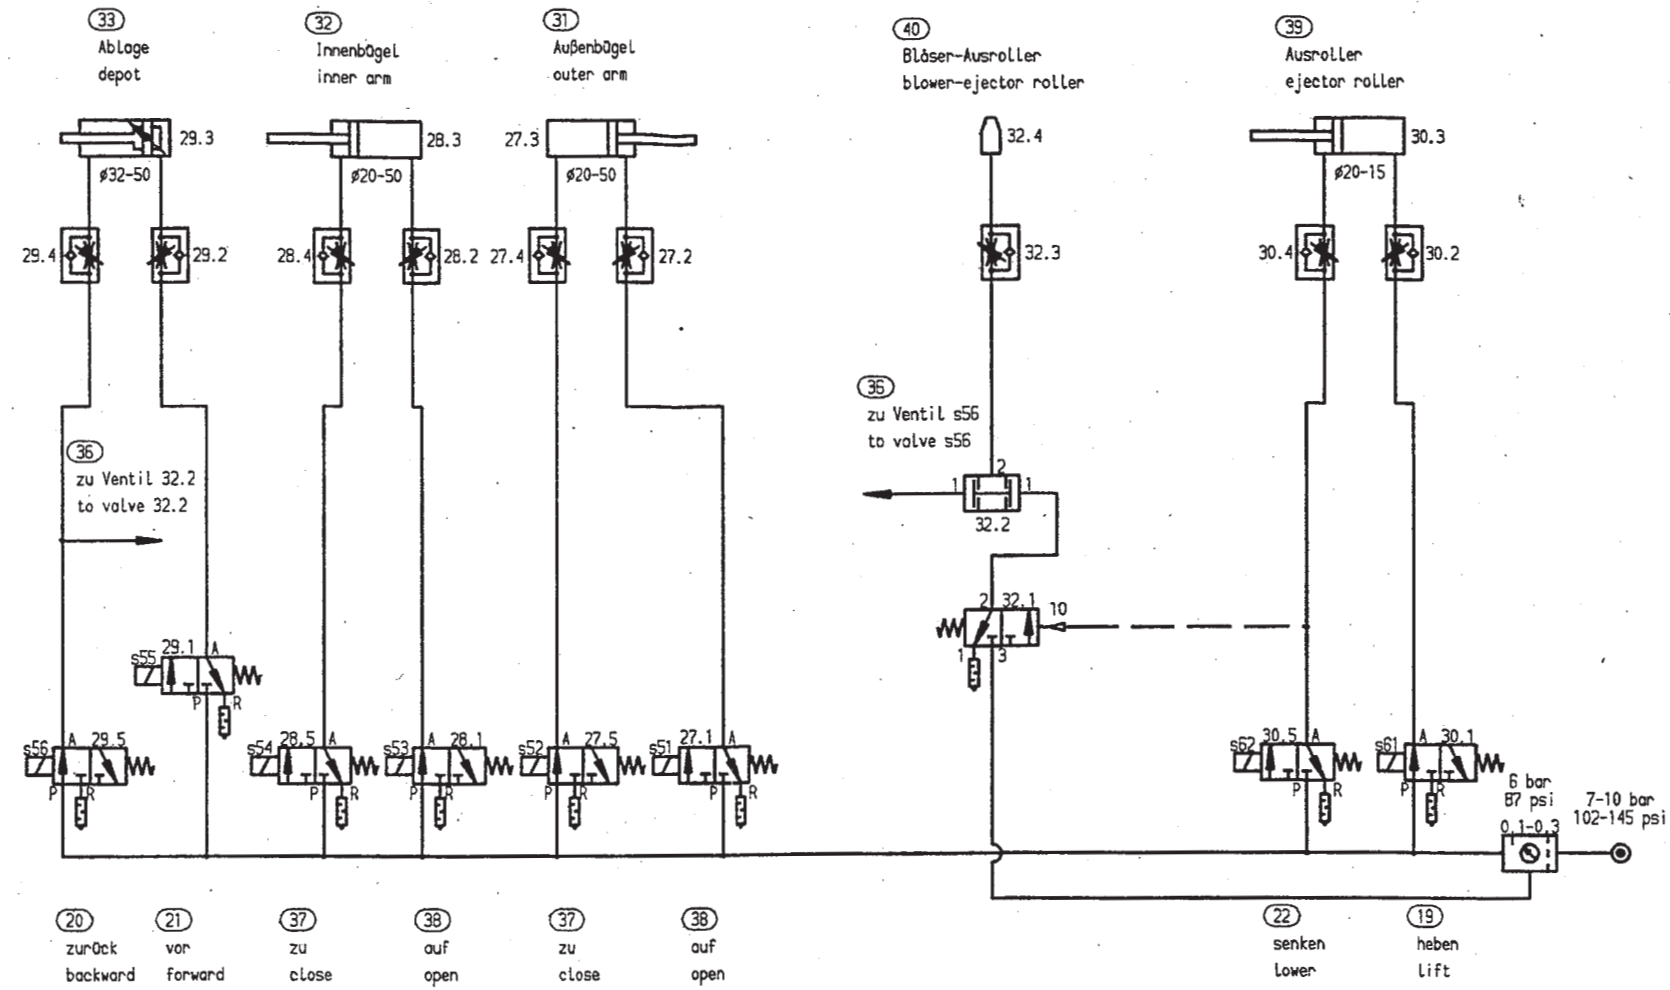 33
Ablage
depot
32
Innenbügel
inner arm
31
Außenbügel
outer arm
40
Bläser-Ausroller
blower-ejector roller
39
Ausroller
ejector roller
29.3
28.3
27.3
32.4
30.3
ø32-50
ø20-50
ø20-50
ø20-15
29.4
29.2
28.4
28.2
27.4
27.2
32.3
30.4
30.2
36
zu Ventil 32.2
to valve 32.2
36
zu Ventil s56
to valve s56
1
2
1
32.2
2
32.1
10
1
3
s55
29.1
A
P
R
s56
A
29.5
P
R
s54
28.5
A
P
R
s53
A
28.1
P
R
s52
A
27.5
P
R
s51
27.1
A
P
R
s62
30.5
A
P
R
s61
A
30.1
P
R
6 bar
87 psi
0,1-0,3
7-10 bar
102-145 psi
20
zurück
backward
21
vor
forward
37
zu
close
38
auf
open
37
zu
close
38
auf
open
22
senken
lower
19
heben
lift